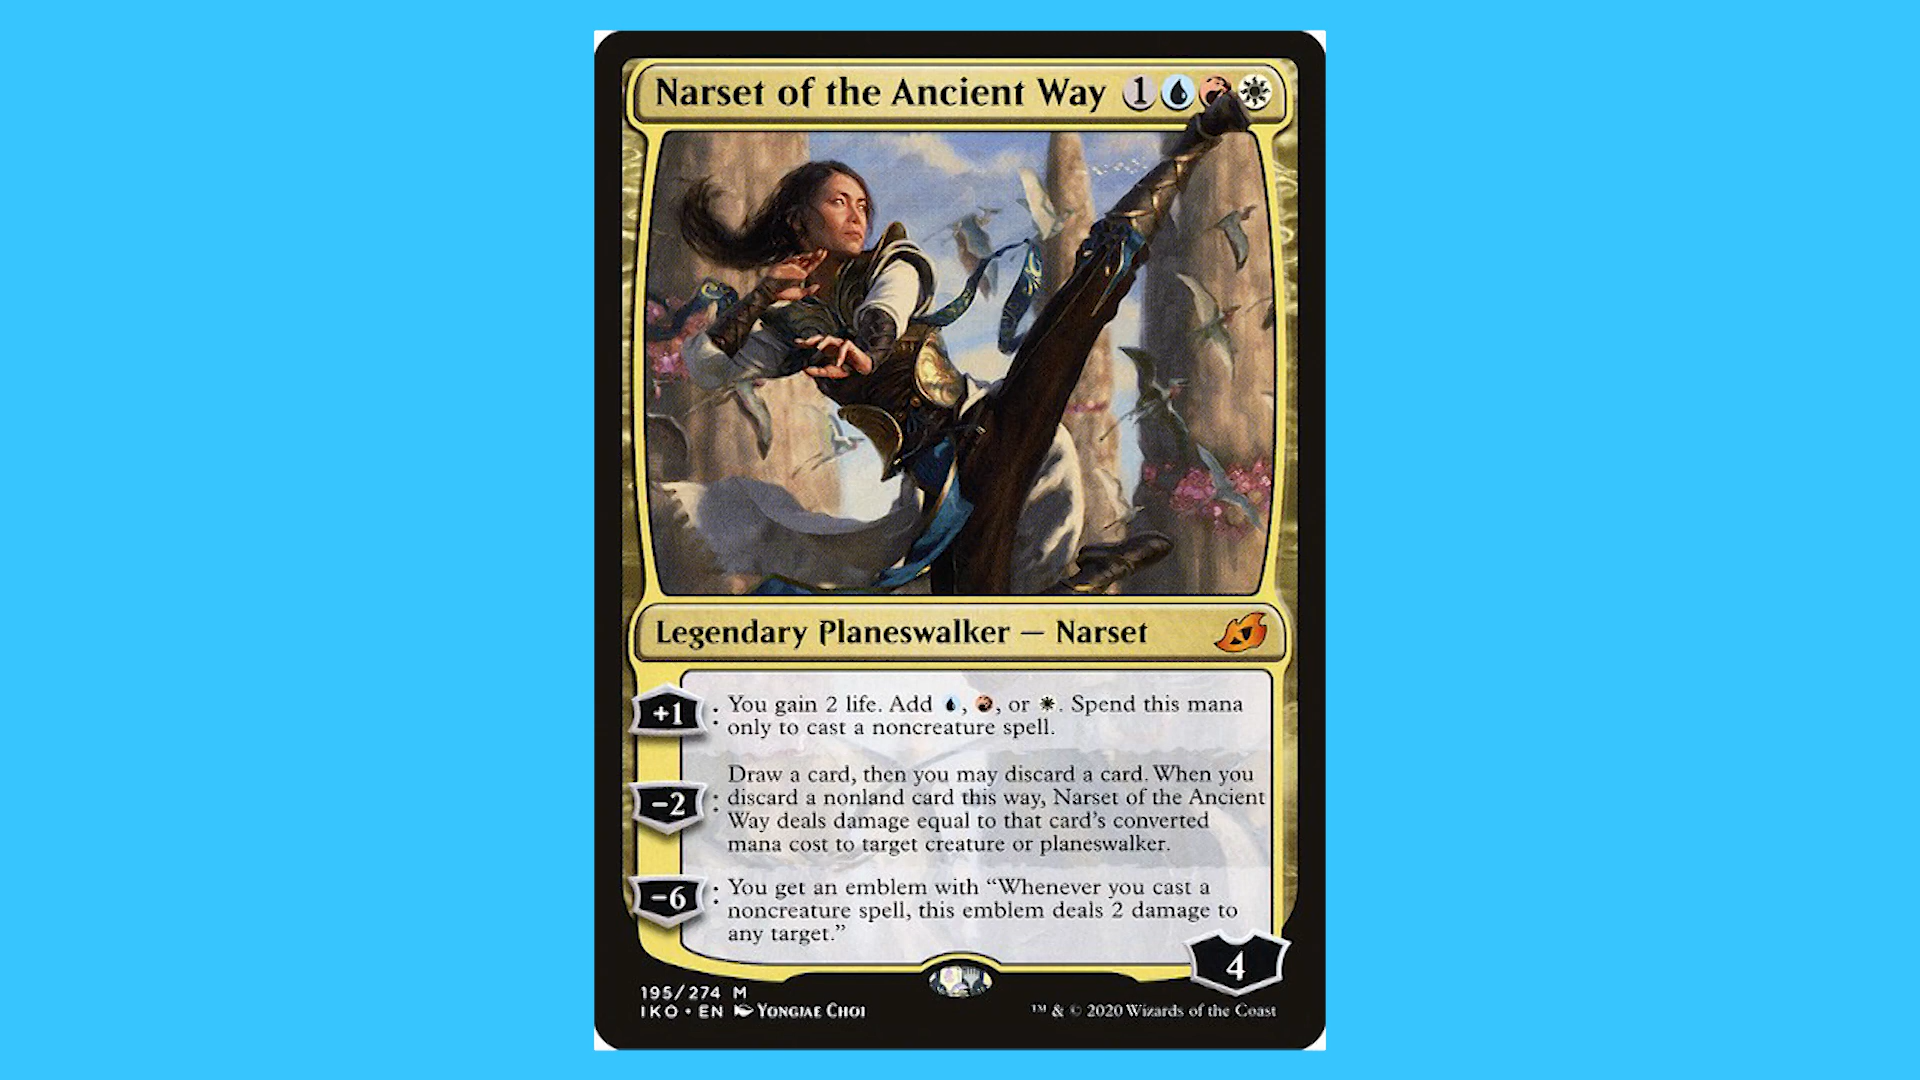 Narset of the Ancient Way 1
Legendary Planeswalker — Narset
+1: You gain 2 life. Add , , or . Spend this mana
only to cast a noncreature spell.
Draw a card, then you may discard a card. When you
−2: discard a nonland card this way, Narset of the Ancient
Way deals damage equal to that card's converted
mana cost to target creature or planeswalker.
−6: You get an emblem with “Whenever you cast a
noncreature spell, this emblem deals 2 damage to
any target.”
4
195/274 M
IKO • EN Yongjae Choi
™ & © 2020 Wizards of the Coast